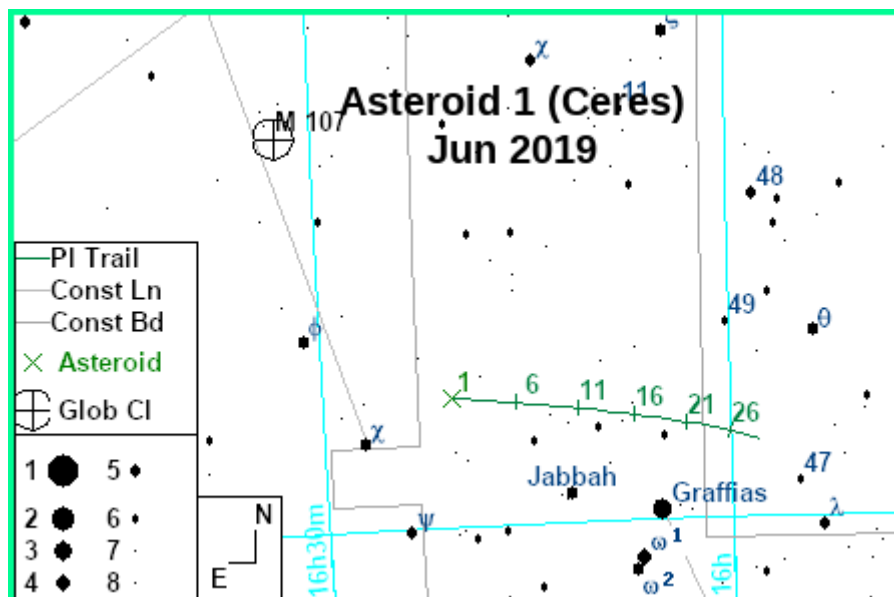 ζ
χ
11
Asteroid 1 (Ceres)
Jun 2019
M 107
48
49
θ
PI Trail
Const Ln
Const Bd
Asteroid
Glob Cl
φ
χ
1 6 11 16 21 26
47
Jabbah
Graffias
λ
ψ
ω1
ω2
1 5
2 6
3 7
4 8
N
E
16h30m
16h